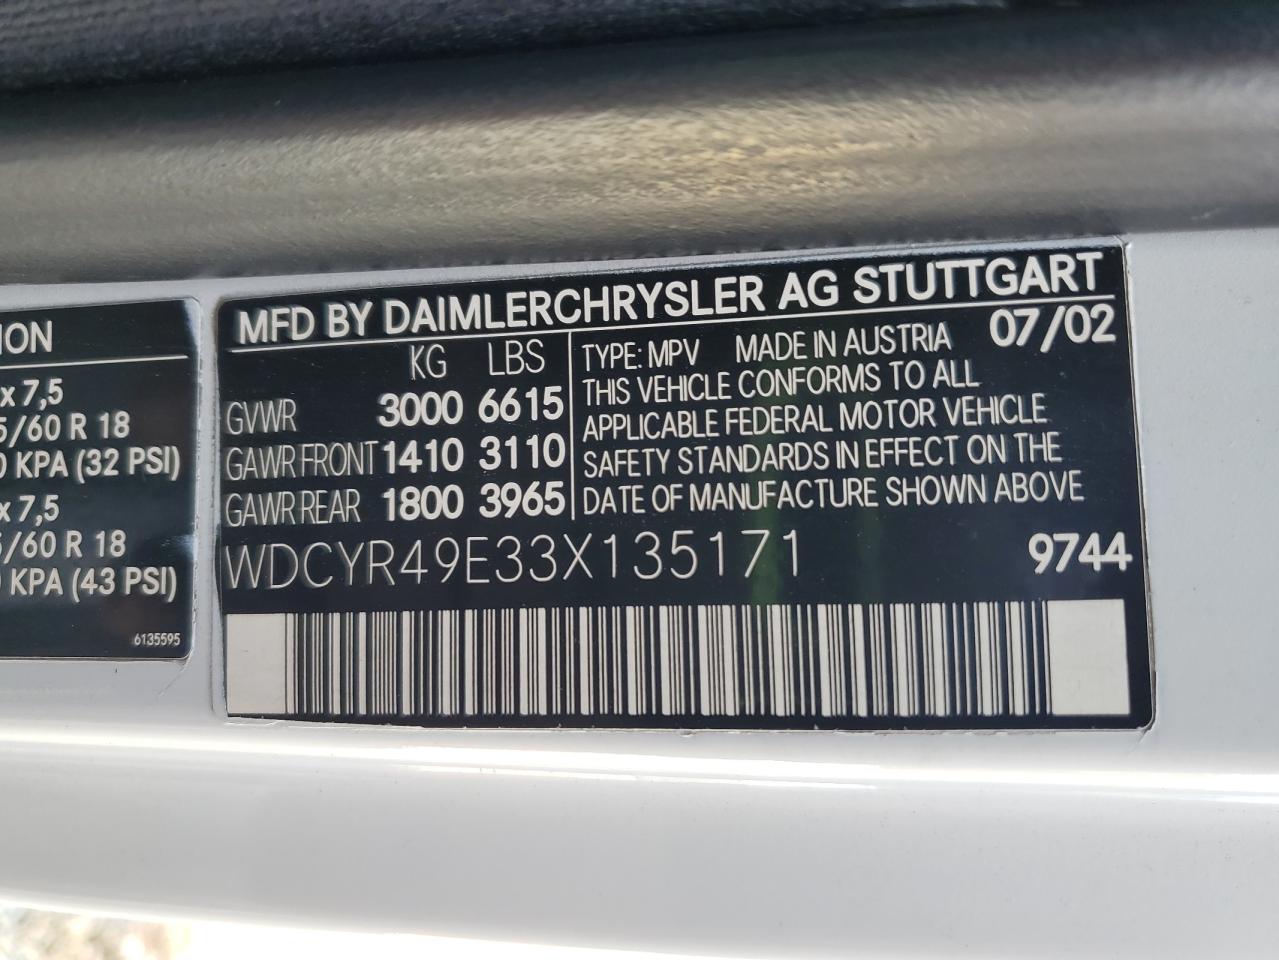 ION
x 7,5
5/60 R 18
0 KPA (32 PSI)
x 7,5
5/60 R 18
0 KPA (43 PSI)
6135595
MFD BY DAIMLERCHRYSLER AG STUTTGART
KG LBS
GVWR 3000 6615
GAWR FRONT 1410 3110
GAWR REAR 1800 3965
TYPE: MPV MADE IN AUSTRIA 07/02
THIS VEHICLE CONFORMS TO ALL
APPLICABLE FEDERAL MOTOR VEHICLE
SAFETY STANDARDS IN EFFECT ON THE
DATE OF MANUFACTURE SHOWN ABOVE
WDCYR49E33X135171 9744